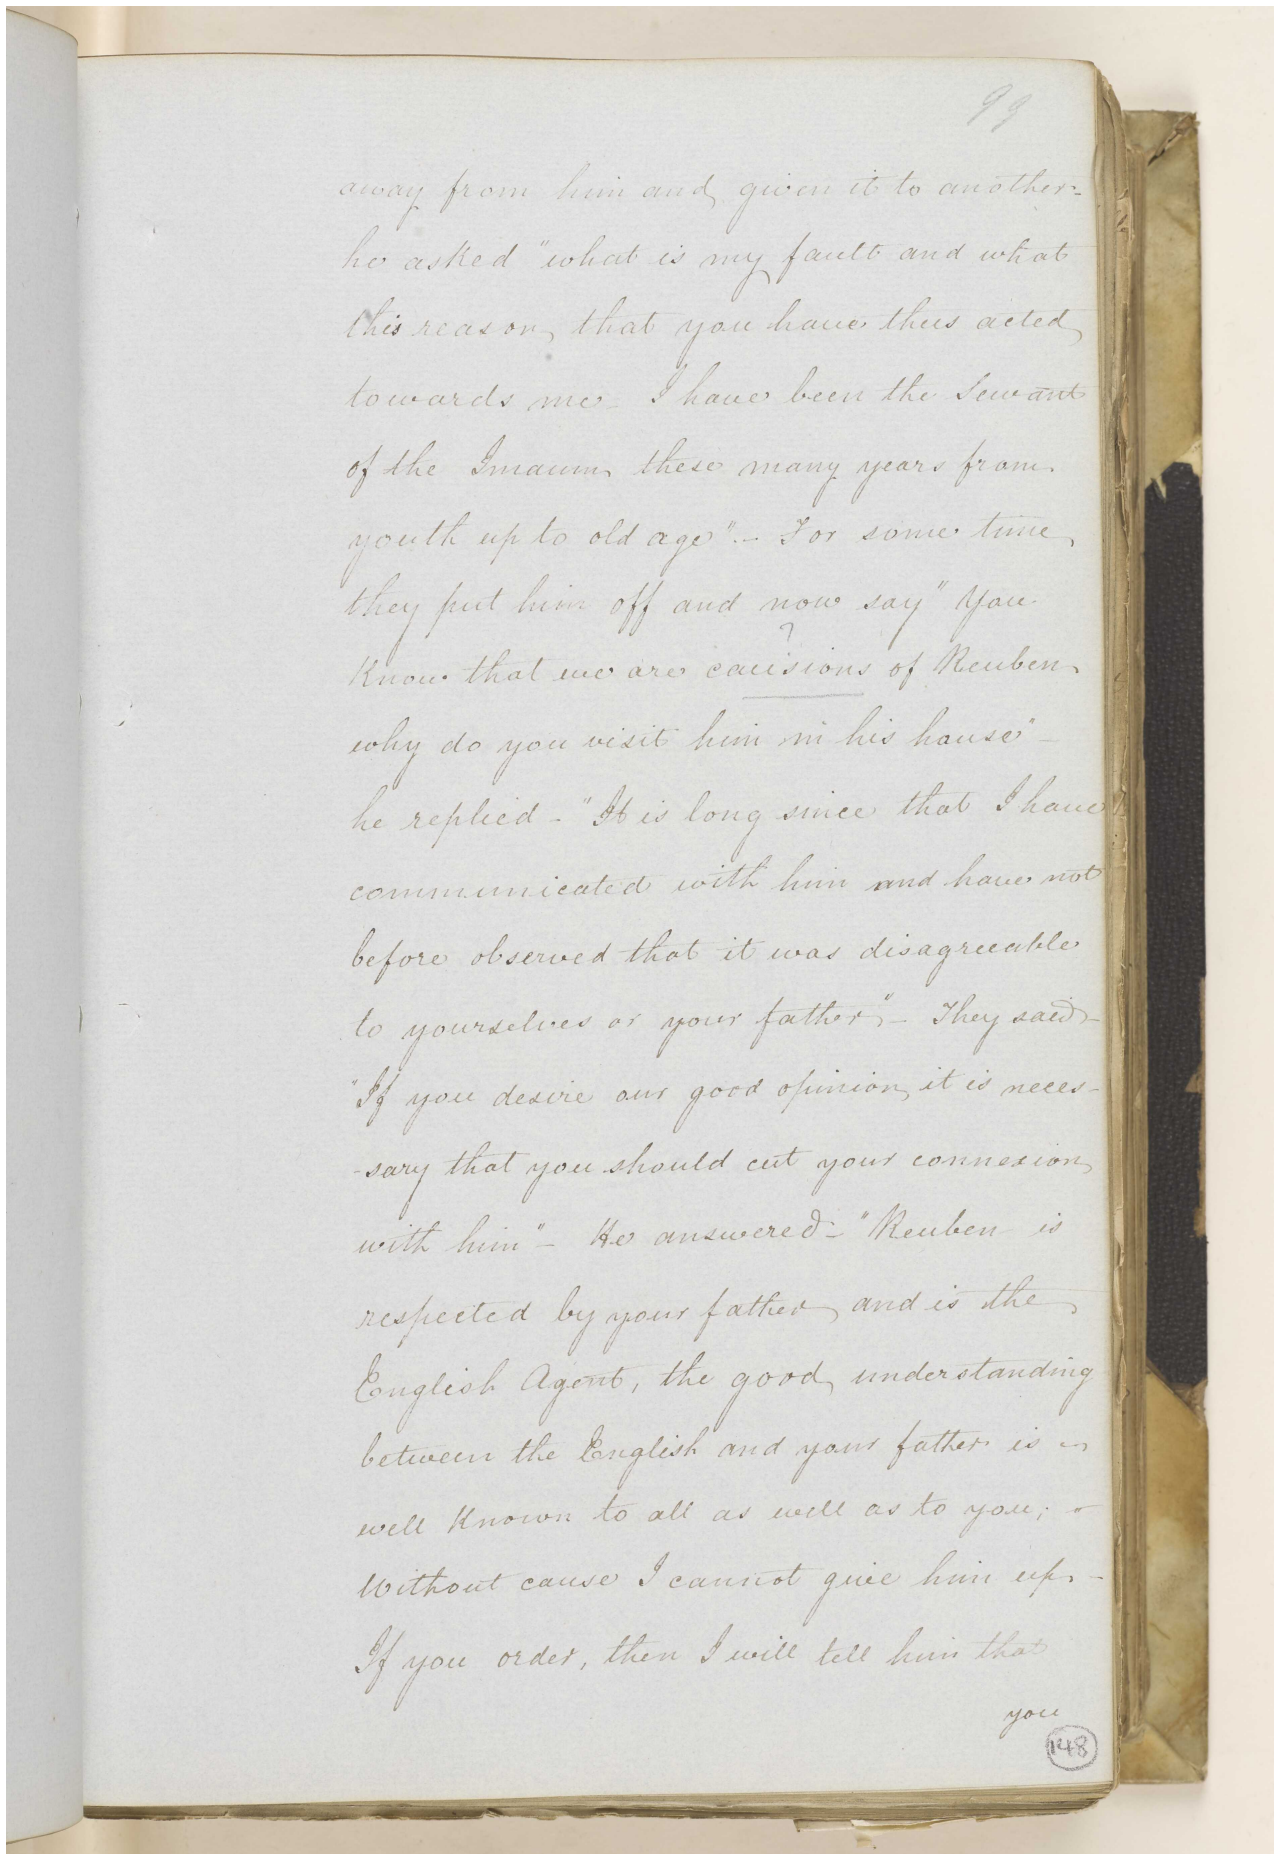 99
away from him and given it to another-
he asked "what is my fault and what
this reason, that you have thus acted
towards me - I have been the Servant
of the Imaum these many years from
youth up to old age" - For some time
they put him off and now say "You
?
Know that we are causions of Reuben
why do you visit him in his house" -
he replied - "It is long since that I have
communicated with him and have not
before observed that it was disagreeable
to yourselves or your father" - They said -
"If you desire our good opinion, it is neces-
-sary that you should cut your connexion
with him" - He answered - "Reuben is
respected by your father, and is the
English Agent, the good understanding
between the English and your father is
well Known to all as well as to you; -
Without cause I cannot give him up -
If you order, then I will tell him that
you
148